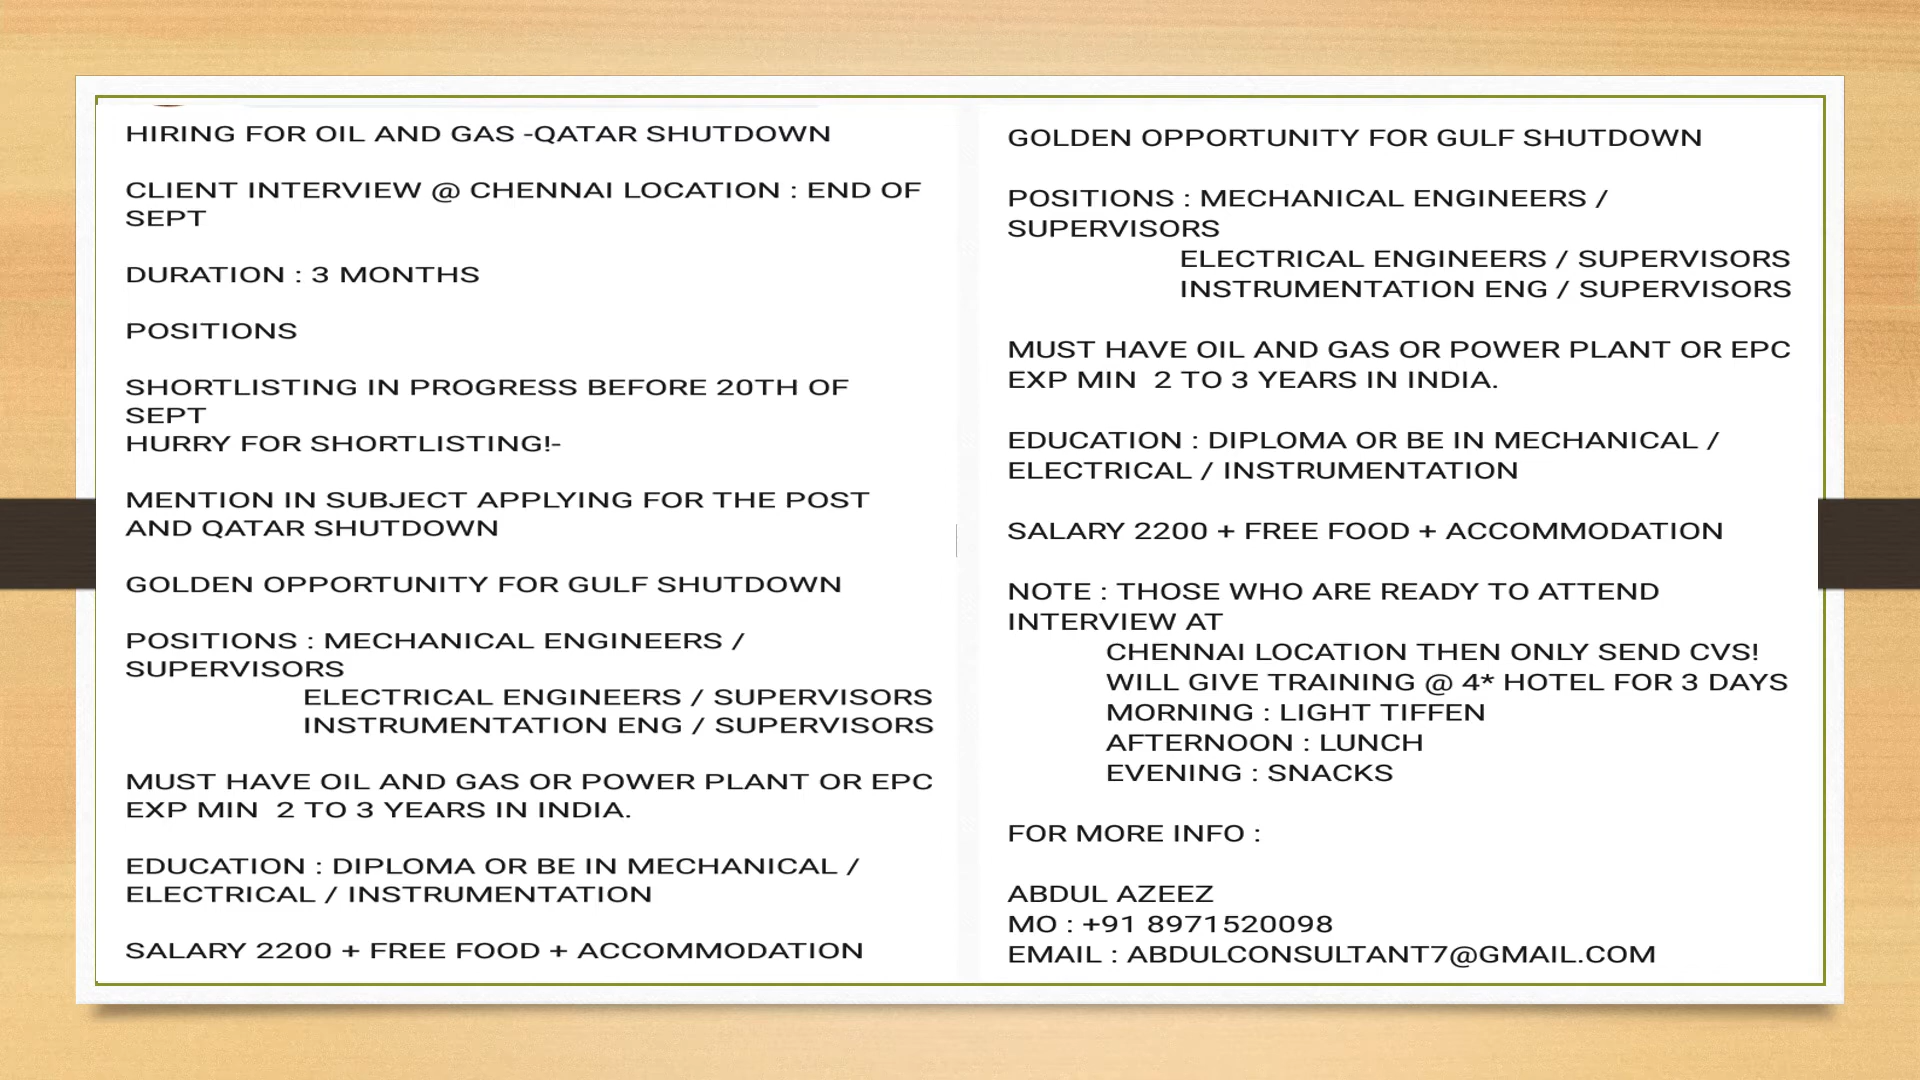 HIRING FOR OIL AND GAS -QATAR SHUTDOWN
CLIENT INTERVIEW @ CHENNAI LOCATION : END OF
SEPT
DURATION : 3 MONTHS
POSITIONS
SHORTLISTING IN PROGRESS BEFORE 20TH OF
SEPT
HURRY FOR SHORTLISTING!-
MENTION IN SUBJECT APPLYING FOR THE POST
AND QATAR SHUTDOWN
GOLDEN OPPORTUNITY FOR GULF SHUTDOWN
POSITIONS : MECHANICAL ENGINEERS /
SUPERVISORS
ELECTRICAL ENGINEERS / SUPERVISORS
INSTRUMENTATION ENG / SUPERVISORS
MUST HAVE OIL AND GAS OR POWER PLANT OR EPC
EXP MIN  2 TO 3 YEARS IN INDIA.
EDUCATION : DIPLOMA OR BE IN MECHANICAL /
ELECTRICAL / INSTRUMENTATION
SALARY 2200 + FREE FOOD + ACCOMMODATION
GOLDEN OPPORTUNITY FOR GULF SHUTDOWN
POSITIONS : MECHANICAL ENGINEERS /
SUPERVISORS
ELECTRICAL ENGINEERS / SUPERVISORS
INSTRUMENTATION ENG / SUPERVISORS
MUST HAVE OIL AND GAS OR POWER PLANT OR EPC
EXP MIN  2 TO 3 YEARS IN INDIA.
EDUCATION : DIPLOMA OR BE IN MECHANICAL /
ELECTRICAL / INSTRUMENTATION
SALARY 2200 + FREE FOOD + ACCOMMODATION
NOTE : THOSE WHO ARE READY TO ATTEND
INTERVIEW AT
CHENNAI LOCATION THEN ONLY SEND CVS!
WILL GIVE TRAINING @ 4* HOTEL FOR 3 DAYS
MORNING : LIGHT TIFFEN
AFTERNOON : LUNCH
EVENING : SNACKS
FOR MORE INFO :
ABDUL AZEEZ
MO : +91 8971520098
EMAIL : ABDULCONSULTANT7@GMAIL.COM